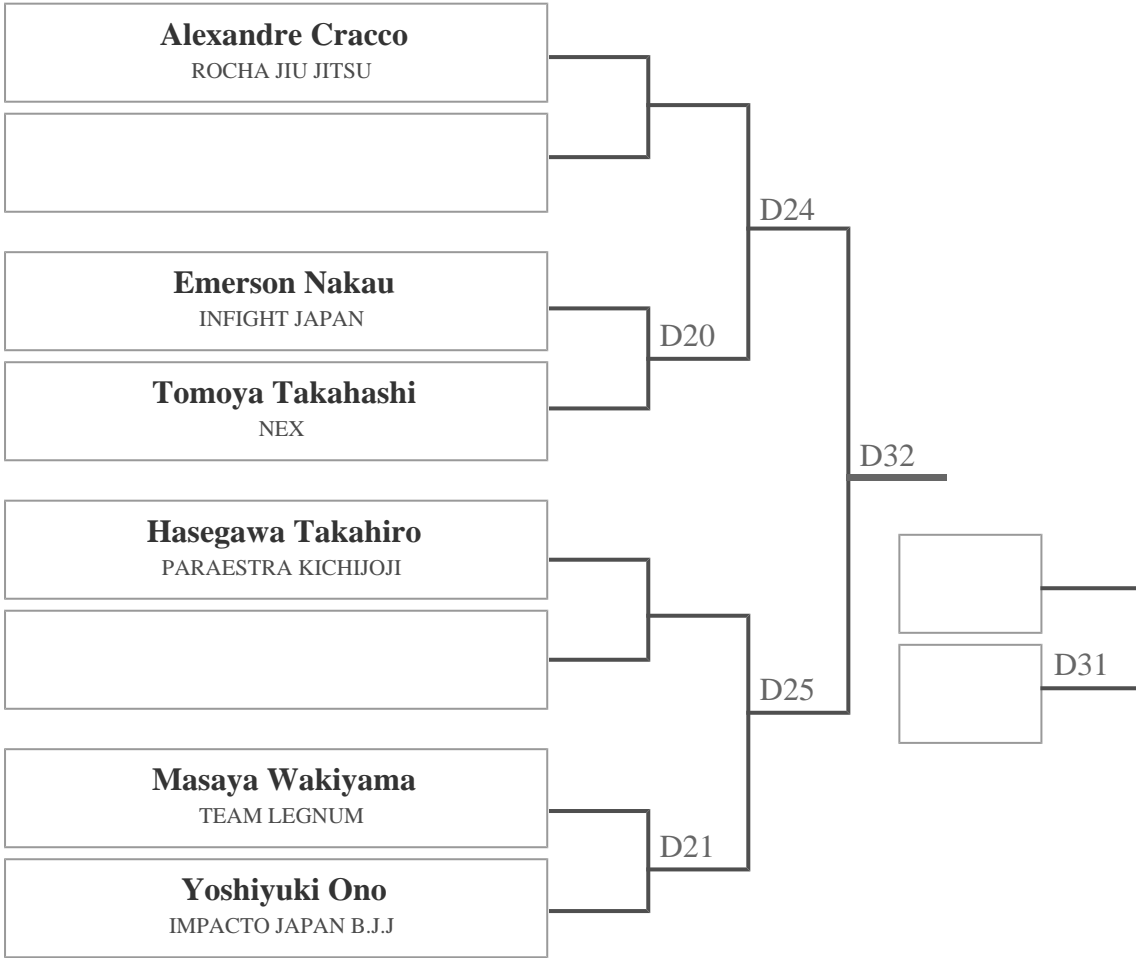 Alexandre Cracco
ROCHA JIU JITSU
D24
Emerson Nakau
INFIGHT JAPAN
D20
Tomoya Takahashi
NEX
D32
Hasegawa Takahiro
PARAESTRA KICHIJOJI
D31
D25
Masaya Wakiyama
TEAM LEGNUM
D21
Yoshiyuki Ono
IMPACTO JAPAN B.J.J